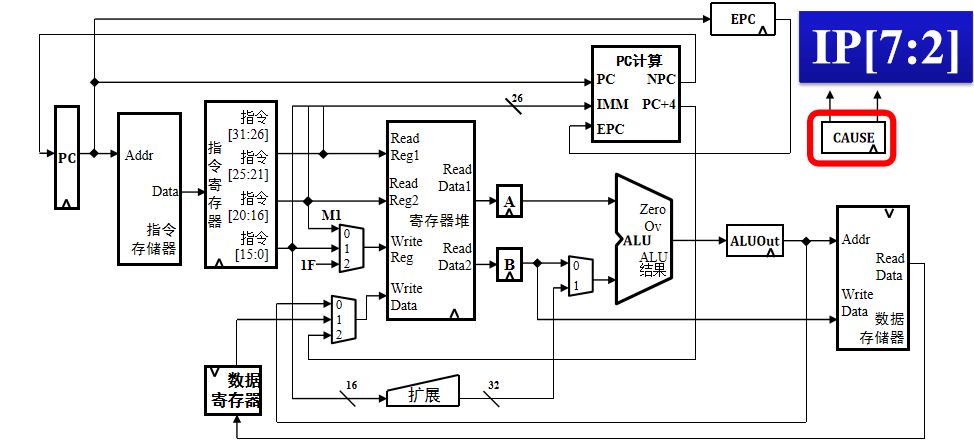 EPC
IP[7:2]
PC计算
PC
NPC
IMM
PC+4
EPC
26
CAUSE
PC
Addr
Data
指令
存储器
指令寄存器
指令
[31:26]
指令
[25:21]
指令
[20:16]
指令
[15:0]
M1
0
1
2
1F
0
1
2
Read
Reg1
Read
Reg2
Read
Data1
寄存器堆
Write
Reg
Read
Data2
Write
Data
A
B
0
1
Zero
Ov
ALU
ALU
结果
ALUOut
Addr
Read
Data
Write
Data
数据
存储器
数据
寄存器
16
扩展
32